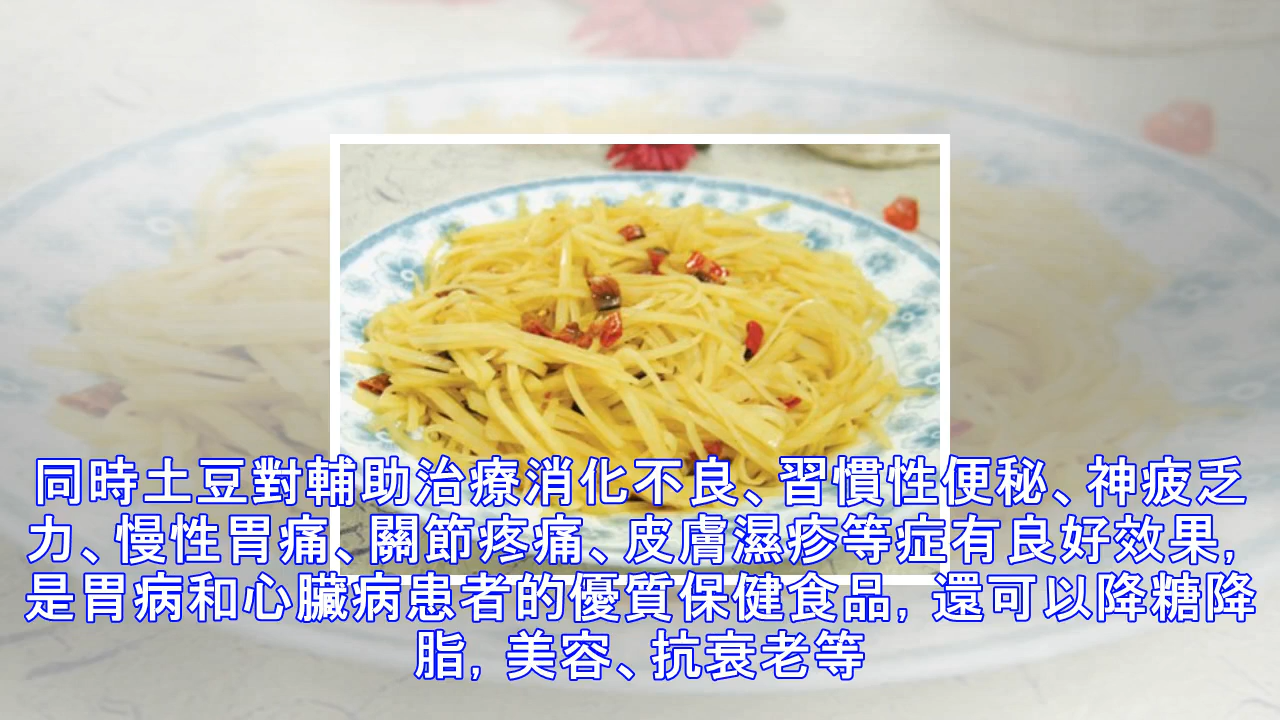 同時土豆對輔助治療消化不良、習慣性便秘、神疲乏
力、慢性胃痛、關節疼痛、皮膚濕疹等症有良好效果,
是胃病和心臟病患者的優質保健食品, 還可以降糖降
脂, 美容、抗衰老等